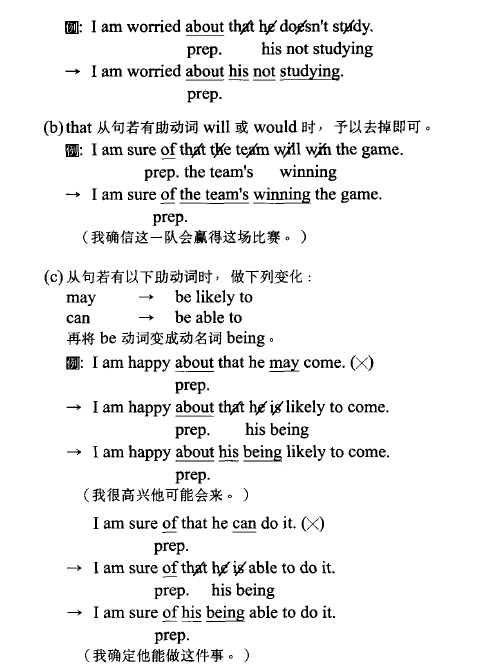 例: I am worried about that he doesn't study.
prep. his not studying
→ I am worried about his not studying.
prep.
(b) that 从句若有助动词 will 或 would 时，予以去掉即可。
例: I am sure of that the team will win the game.
prep. the team's winning
→ I am sure of the team's winning the game.
prep.
（我确信这一队会赢得这场比赛。）
(c) 从句若有以下助动词时，做下列变化：
may → be likely to
can → be able to
再将 be 动词变成动名词 being。
例: I am happy about that he may come. (×)
prep.
→ I am happy about that he is likely to come.
prep. his being
→ I am happy about his being likely to come.
prep.
（我很高兴他可能会来。）
I am sure of that he can do it. (×)
prep.
→ I am sure of that he is able to do it.
prep. his being
→ I am sure of his being able to do it.
prep.
（我确定他能做这件事。）